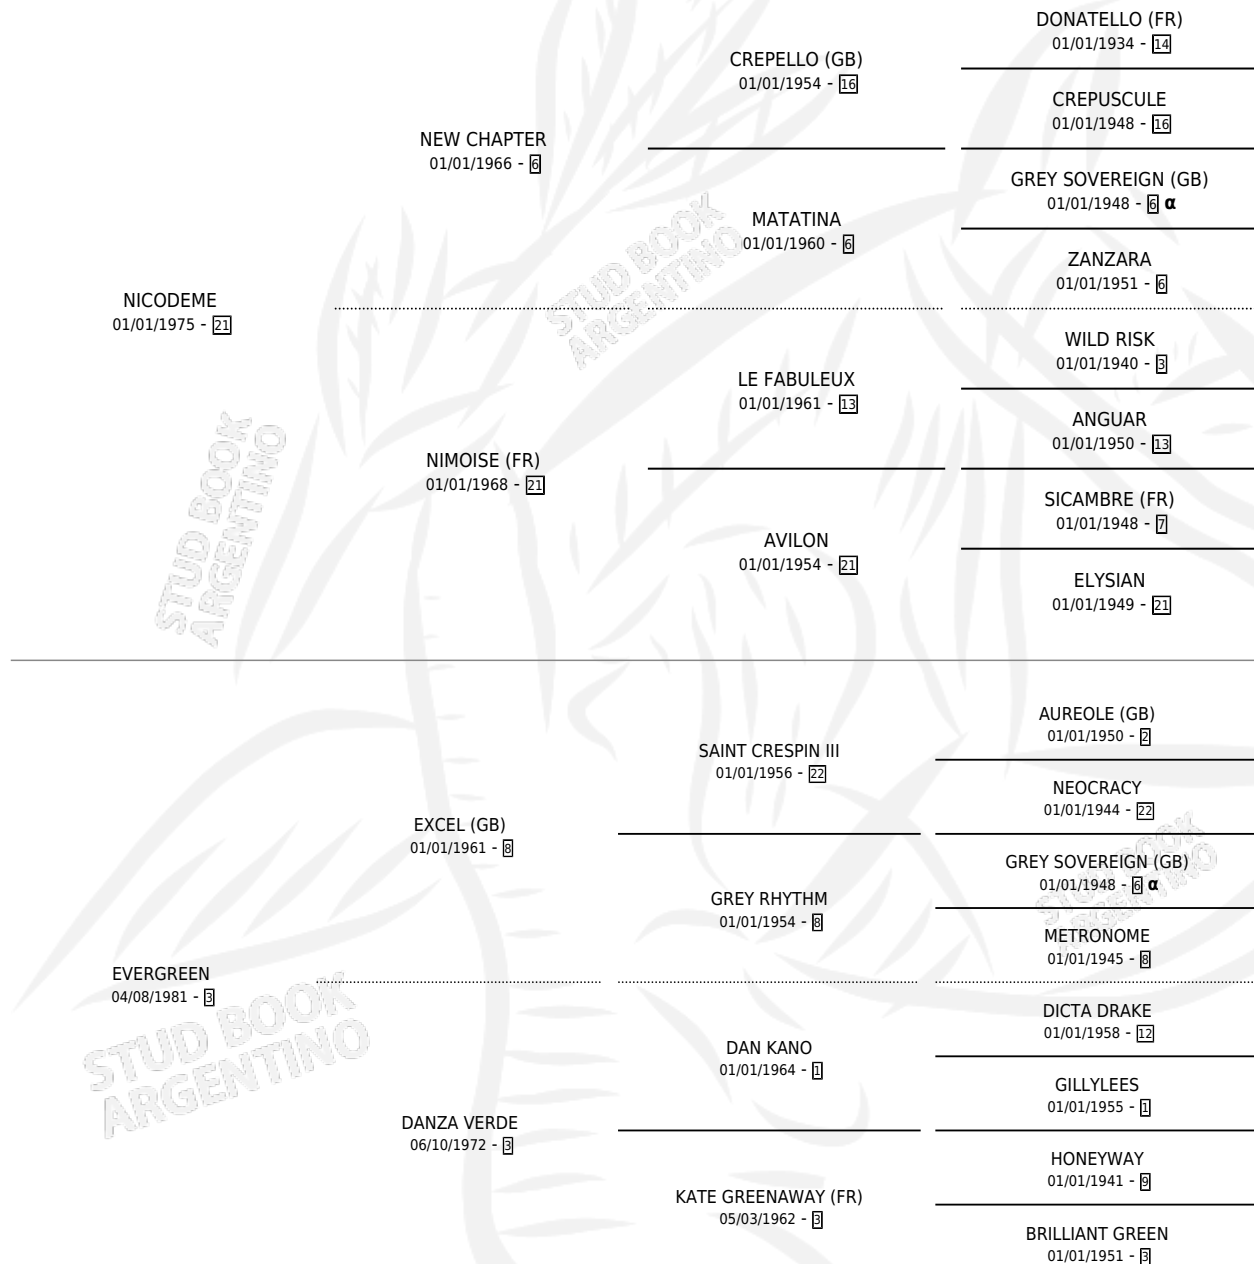 DONATELLO (FR)
01/01/1934 - 14
CREPELLO (GB)
01/01/1954 - 16
CREPUSCULE
01/01/1948 - 16
NEW CHAPTER
01/01/1966 - 6
GREY SOVEREIGN (GB)
01/01/1948 - 6 α
MATATINA
01/01/1960 - 6
ZANZARA
01/01/1951 - 6
NICODEME
01/01/1975 - 21
WILD RISK
01/01/1940 - 3
LE FABULEUX
01/01/1961 - 13
ANGUAR
01/01/1950 - 13
NIMOISE (FR)
01/01/1968 - 21
SICAMBRE (FR)
01/01/1948 - 7
AVILON
01/01/1954 - 21
ELYSIAN
01/01/1949 - 21
AUREOLE (GB)
01/01/1950 - 2
SAINT CRESPIN III
01/01/1956 - 22
NEOCRACY
01/01/1944 - 22
EXCEL (GB)
01/01/1961 - 8
GREY SOVEREIGN (GB)
01/01/1948 - 6 α
GREY RHYTHM
01/01/1954 - 8
METRONOME
01/01/1945 - 8
EVERGREEN
04/08/1981 - 3
DICTA DRAKE
01/01/1958 - 12
DAN KANO
01/01/1964 - 1
GILLYLEES
01/01/1955 - 1
DANZA VERDE
06/10/1972 - 3
HONEYWAY
01/01/1941 - 9
KATE GREENAWAY (FR)
05/03/1962 - 3
BRILLIANT GREEN
01/01/1951 - 3
STUD BOOK
ARGENTINO
STUD BOOK
ARGENTINO
STUD BOOK
ARGENTINO
STUD BOOK
ARGENTINO